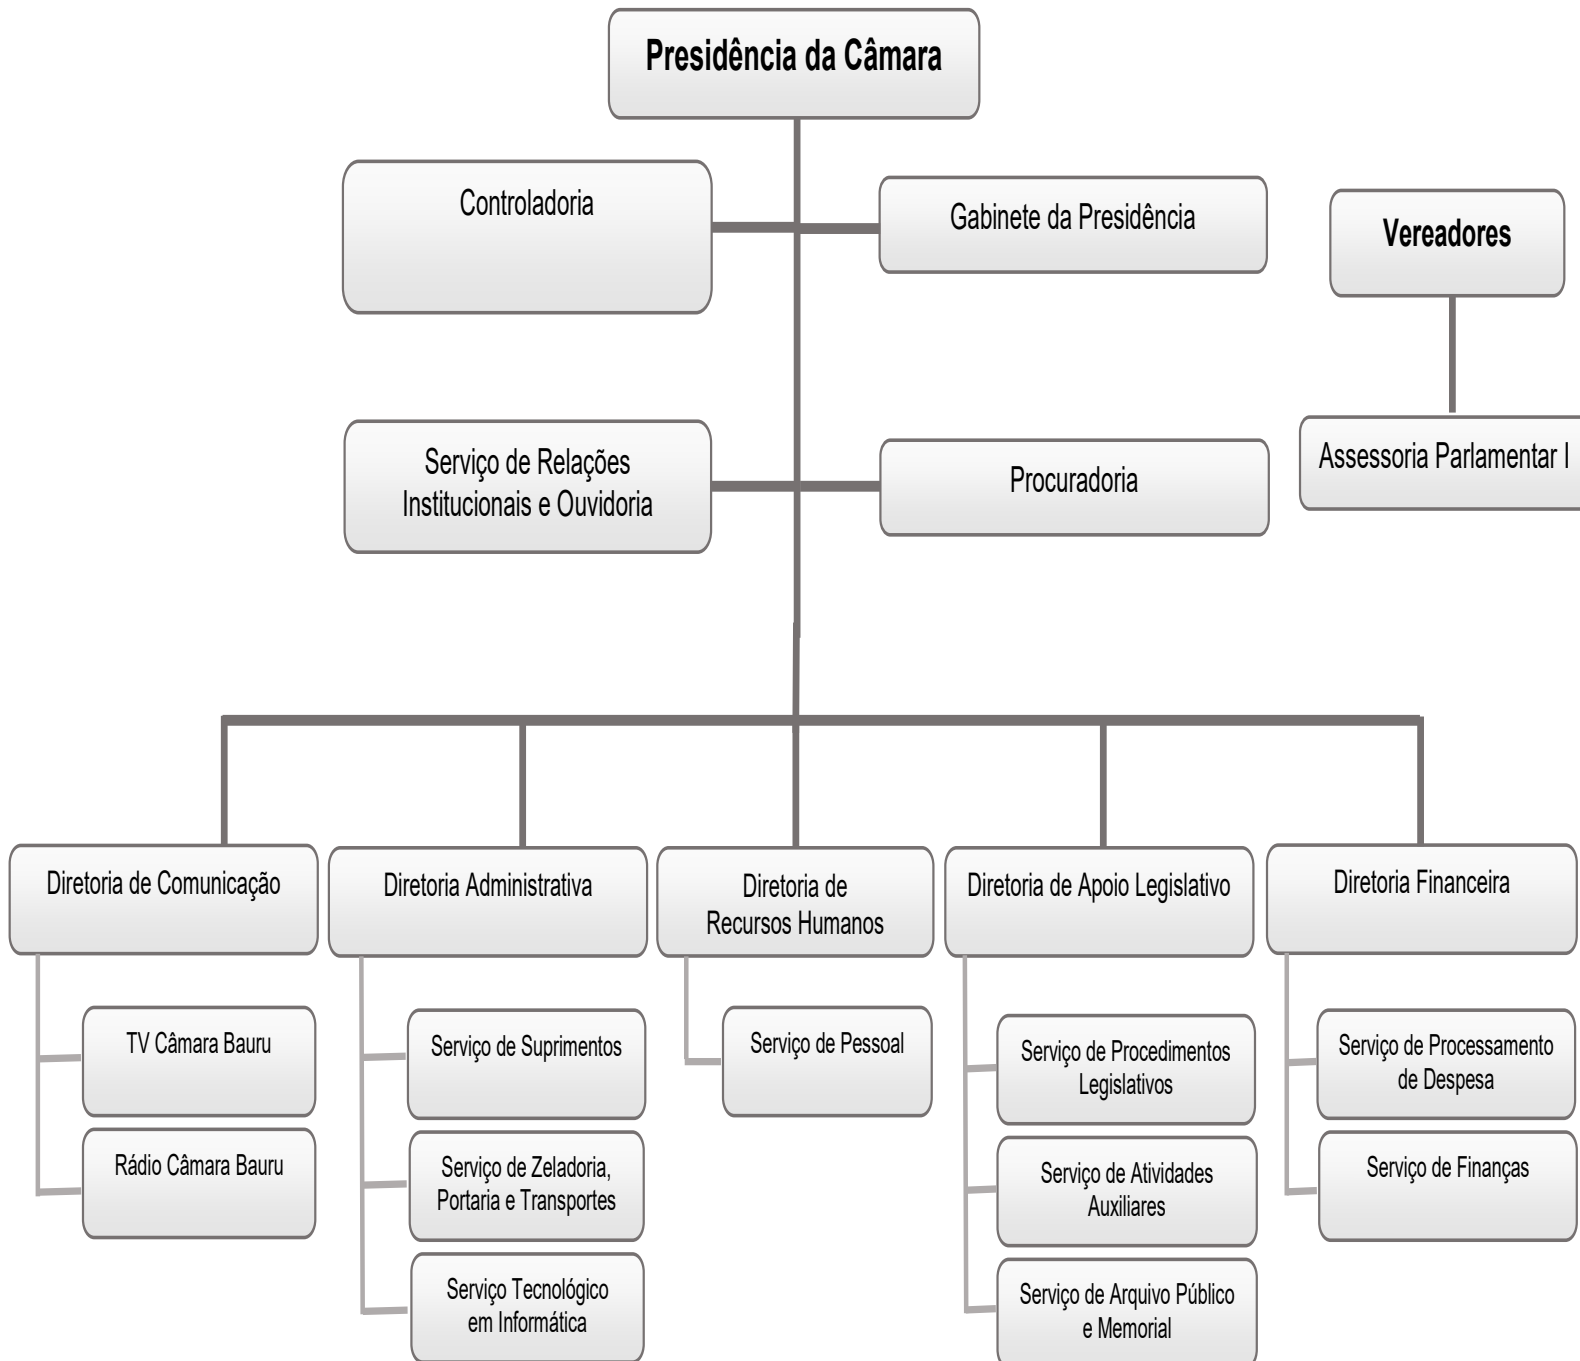 Presidência da Câmara
Controladoria
Gabinete da Presidência
Vereadores
Serviço de Relações
Institucionais e Ouvidoria
Procuradoria
Assessoria Parlamentar I
Diretoria de Comunicação
Diretoria Administrativa
Diretoria de
Recursos Humanos
Diretoria de Apoio Legislativo
Diretoria Financeira
TV Câmara Bauru
Rádio Câmara Bauru
Serviço de Suprimentos
Serviço de Zeladoria,
Portaria e Transportes
Serviço Tecnológico
em Informática
Serviço de Pessoal
Serviço de Procedimentos
Legislativos
Serviço de Atividades
Auxiliares
Serviço de Arquivo Público
e Memorial
Serviço de Processamento
de Despesa
Serviço de Finanças